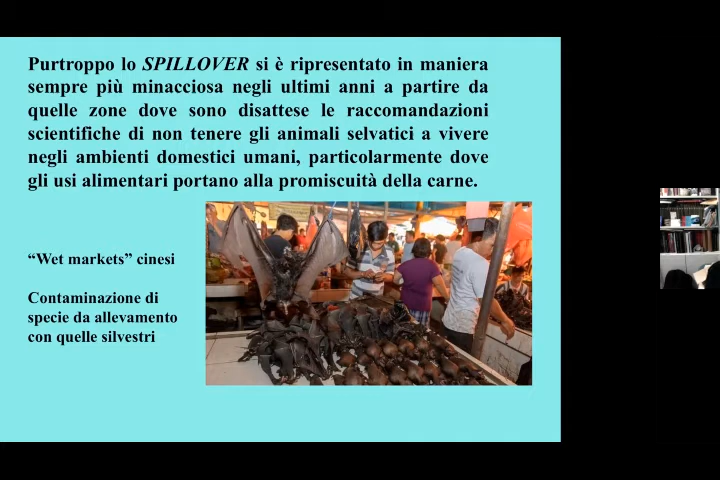 Purtroppo lo SPILLOVER si è ripresentato in maniera
sempre più minacciosa negli ultimi anni a partire da
quelle zone dove sono disattese le raccomandazioni
scientifiche di non tenere gli animali selvatici a vivere
negli ambienti domestici umani, particolarmente dove
gli usi alimentari portano alla promiscuità della carne.
“Wet markets” cinesi
Contaminazione di
specie da allevamento
con quelle silvestri